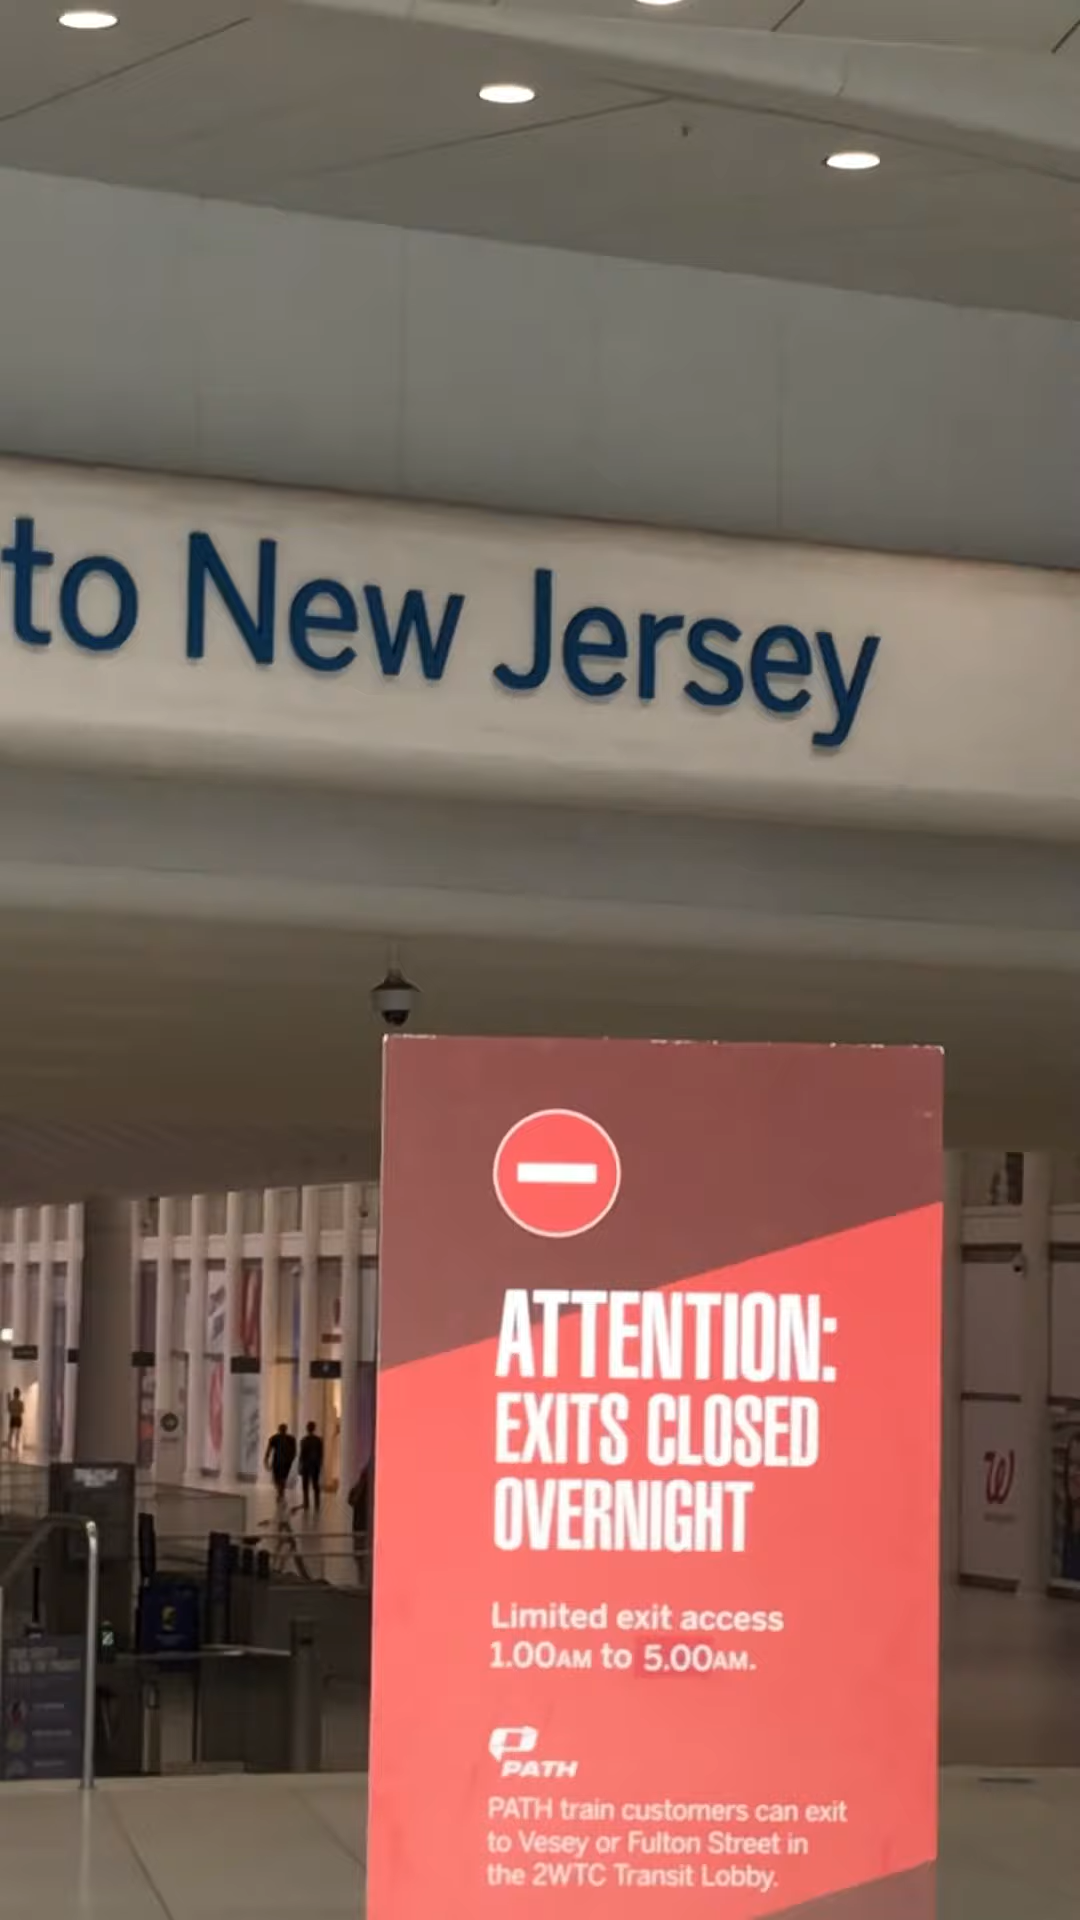 to New Jersey
ATTENTION:
EXITS CLOSED
OVERNIGHT
Limited exit access
1.00AM to 5.00AM.
PATH
PATH train customers can exit
to Vesey or Fulton Street in
the 2WTC Transit Lobby.